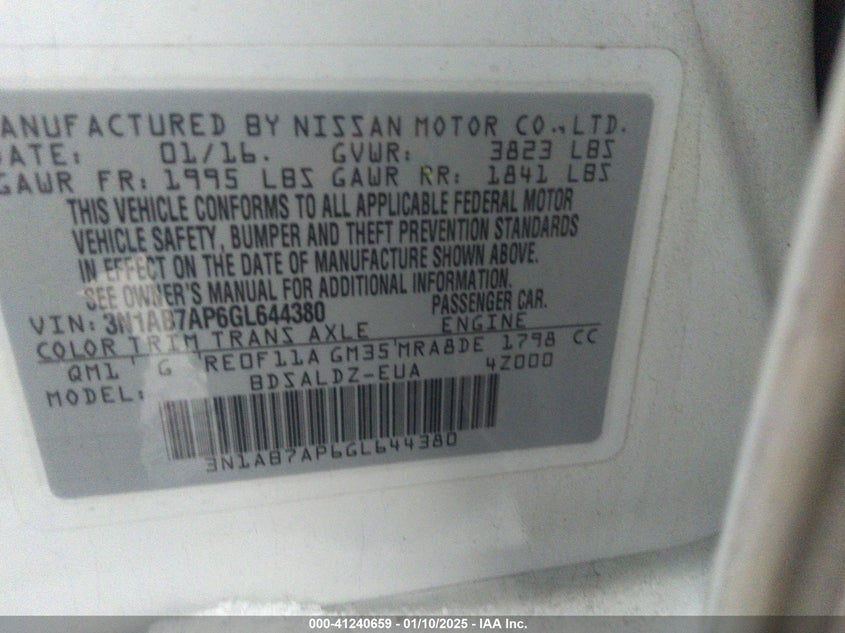 MANUFACTURED BY NISSAN MOTOR CO., LTD.
DATE: 01/16. GVWR: 3823 LBS
GAWR FR: 1995 LBS GAWR RR: 1841 LBS
THIS VEHICLE CONFORMS TO ALL APPLICABLE FEDERAL MOTOR
VEHICLE SAFETY, BUMPER AND THEFT PREVENTION STANDARDS
IN EFFECT ON THE DATE OF MANUFACTURE SHOWN ABOVE.
SEE OWNER'S MANUAL FOR ADDITIONAL INFORMATION.
VIN: 3N1AB7AP6GL644380 PASSENGER CAR.
COLOR TRIM TRANS AXLE ENGINE
QM1 G RE0F11A GM35 MRA8DE 1798 CC
MODEL: BDSALDZ-EUA 4Z000
3N1AB7AP6GL644380
000-41240659 - 01/10/2025 - IAA Inc.